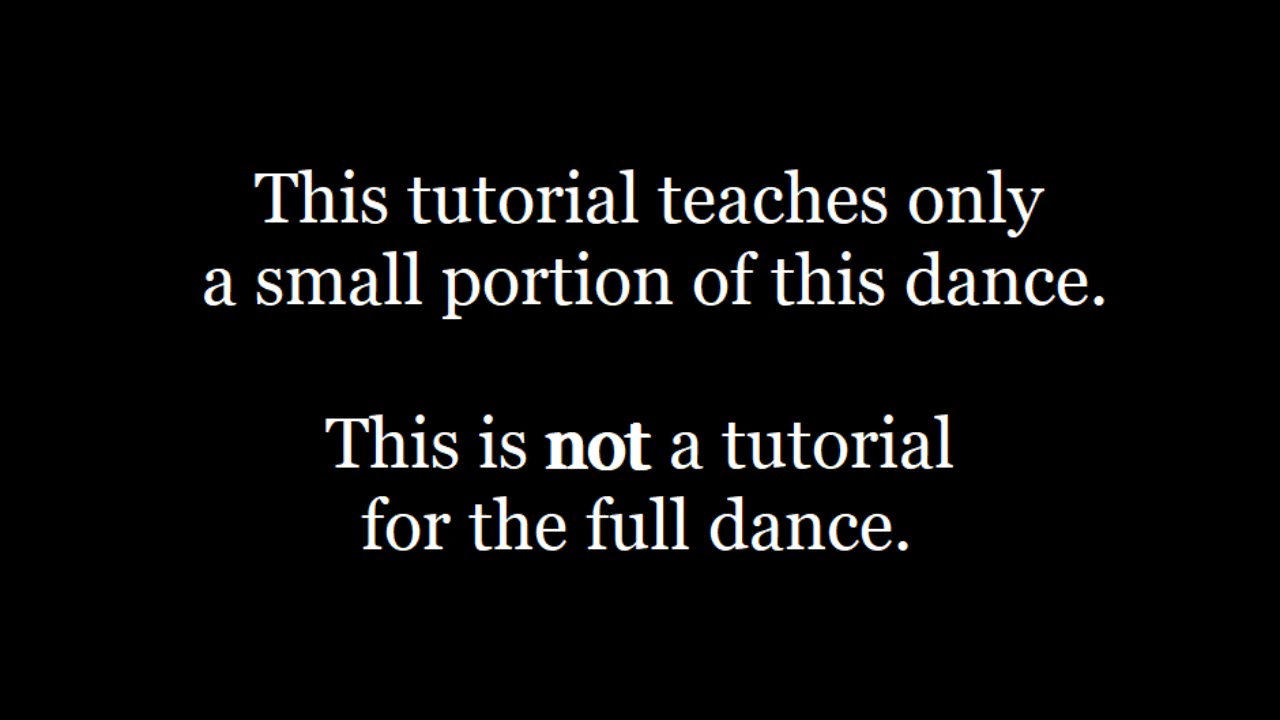 This tutorial teaches only
a small portion of this dance.
This is not a tutorial
for the full dance.